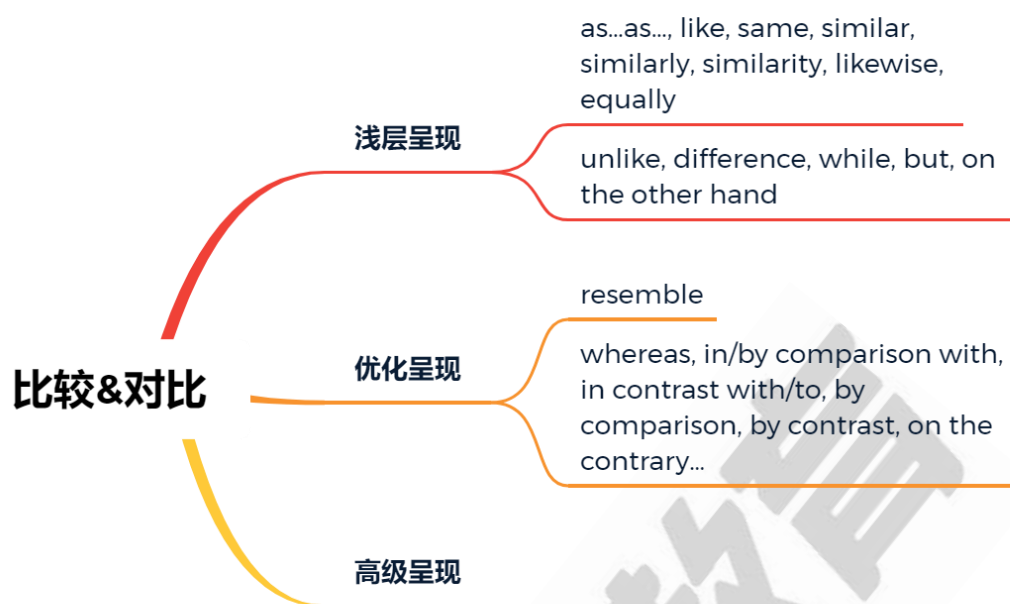 as...as..., like, same, similar,
similarly, similarity, likewise,
equally
浅层呈现
unlike, difference, while, but, on
the other hand
resemble
优化呈现
whereas, in/by comparison with,
in contrast with/to, by
comparison, by contrast, on the
contrary...
比较&对比
高级呈现
教育